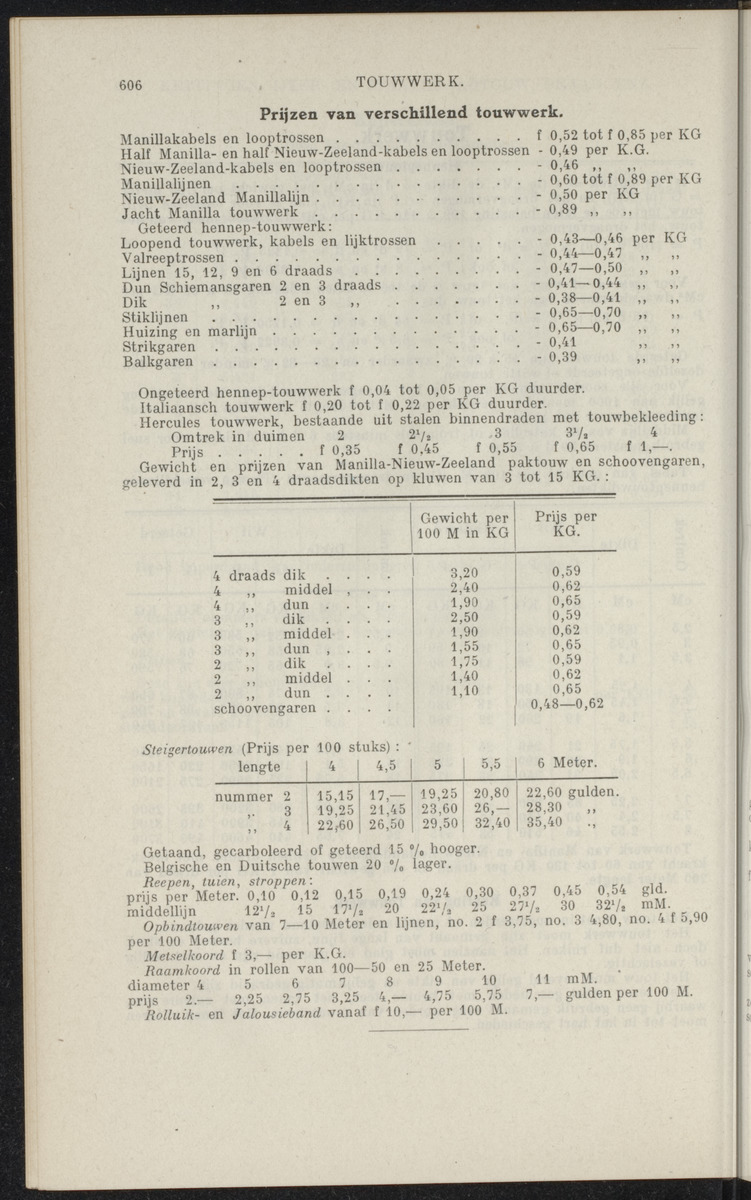 606 TOUWWERK.
Prijzen van verschillend touwwerk.
Manillakabels en looptrossen . . . . . . . . . . f 0,52 tot f 0,85 per KG
Half Manilla- en half Nieuw-Zeeland-kabels en looptrossen - 0,49 per K.G.
Nieuw-Zeeland-kabels en looptrossen . . . . . . . - 0,46 ,, ,,
Manillalijnen . . . . . . . . . . . . . . . - 0,60 tot f 0,89 per KG
Nieuw-Zeeland Manillalijn . . . . . . . . . . . - 0,50 per KG
Jacht Manilla touwwerk . . . . . . . . . . . - 0,89 ,, ,,
Geteerd hennep-touwwerk:
Loopend touwwerk, kabels en lijktrossen . . . . . - 0,43—0,46 per KG
Valreeptrossen . . . . . . . . . . . . . . . - 0,44—0,47 ,, ,,
Lijnen 15, 12, 9 en 6 draads . . . . . . . . . - 0,47—0,50 ,, ,,
Dun Schiemansgaren 2 en 3 draads . . . . . . . - 0,41—0,44 ,, ,,
Dik ,, 2 en 3 ,, . . . . . . . - 0,38—0,41 ,, ,,
Stiklijnen . . . . . . . . . . . . . . . . - 0,65—0,70 ,, ,,
Huizing en marlijn . . . . . . . . . . . . . - 0,65—0,70 ,, ,,
Strikgaren . . . . . . . . . . . . . . . . - 0,41 ,, ,,
Balkgaren . . . . . . . . . . . . . . . . - 0,39 ,, ,,
Ongeteerd hennep-touwwerk f 0,04 tot 0,05 per KG duurder.
Italiaansch touwwerk f 0,20 tot f 0,22 per KG duurder.
Hercules touwwerk, bestaande uit stalen binnendraden met touwbekleeding:
Omtrek in duimen 2 2½ 3 3½ 4
Prijs . . . . . f 0,35 f 0,45 f 0,55 f 0,65 f 1,—.
Gewicht en prijzen van Manilla-Nieuw-Zeeland paktouw en schoovengaren,
geleverd in 2, 3 en 4 draadsdikten op kluwen van 3 tot 15 KG. :
Gewicht per Prijs per
100 M in KG KG.
4 draads dik . . . . 3,20 0,59
4 ,, middel , . . 2,40 0,62
4 ,, dun . . . . 1,90 0,65
3 ,, dik . . . . 2,50 0,59
3 ,, middel . . . 1,90 0,62
3 ,, dun , . . . 1,55 0,65
2 ,, dik . . . . 1,75 0,59
2 ,, middel . . . 1,40 0,62
2 ,, dun . . . . 1,10 0,65
schoovengaren . . . . 0,48—0,62
Steigertouwen (Prijs per 100 stuks) :
lengte 4 4,5 5 5,5 6 Meter.
nummer 2 15,15 17,— 19,25 20,80 22,60 gulden.
,, 3 19,25 21,45 23,60 26,— 28,30 ,,
,, 4 22,60 26,50 29,50 32,40 35,40 .,
Getaand, gecarboleerd of geteerd 15 % hooger.
Belgische en Duitsche touwen 20 % lager.
Reepen, tuien, stroppen:
prijs per Meter. 0,10 0,12 0,15 0,19 0,24 0,30 0,37 0,45 0,54 gld.
middellijn 12½ 15 17½ 20 22½ 25 27½ 30 32½ mM.
Opbindtouwen van 7—10 Meter en lijnen, no. 2 f 3,75, no. 3 4,80, no. 4 f 5,90
per 100 Meter.
Metselkoord f 3,— per K.G.
Raamkoord in rollen van 100—50 en 25 Meter.
diameter 4 5 6 7 8 9 10 11 mM.
prijs 2.— 2,25 2,75 3,25 4,— 4,75 5,75 7,— gulden per 100 M.
Rolluik- en Jalousieband vanaf f 10,— per 100 M.